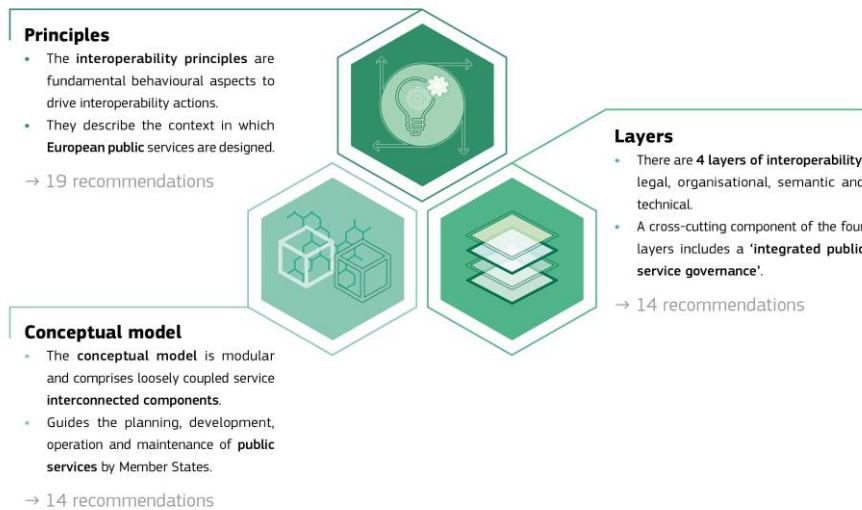 Principles
• The interoperability principles are
fundamental behavioural aspects to
drive interoperability actions.
• They describe the context in which
European public services are designed.
→ 19 recommendations
Layers
• There are 4 layers of interoperability
legal, organisational, semantic and
technical.
• A cross-cutting component of the four
layers includes a ‘integrated public
service governance’.
→ 14 recommendations
Conceptual model
• The conceptual model is modular
and comprises loosely coupled service
interconnected components.
• Guides the planning, development,
operation and maintenance of public
services by Member States.
→ 14 recommendations